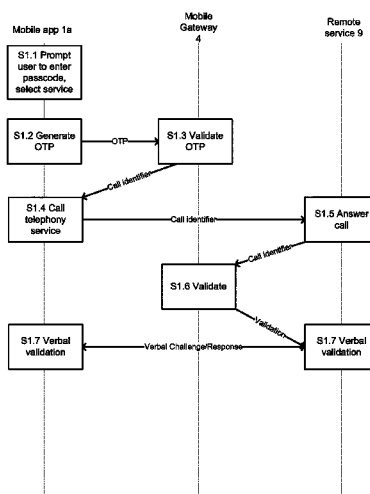 Mobile app 1a
Mobile
Gateway
4
Remote
service 9
S1.1 Prompt
user to enter
passcode,
select service
S1.2 Generate
OTP
OTP
S1.3 Validate
OTP
Call identifier
S1.4 Call
telephony
service
Call identifier
S1.5 Answer
call
Call identifier
S1.6 Validate
Validation
S1.7 Verbal
validation
Verbal Challenge/Response
S1.7 Verbal
validation